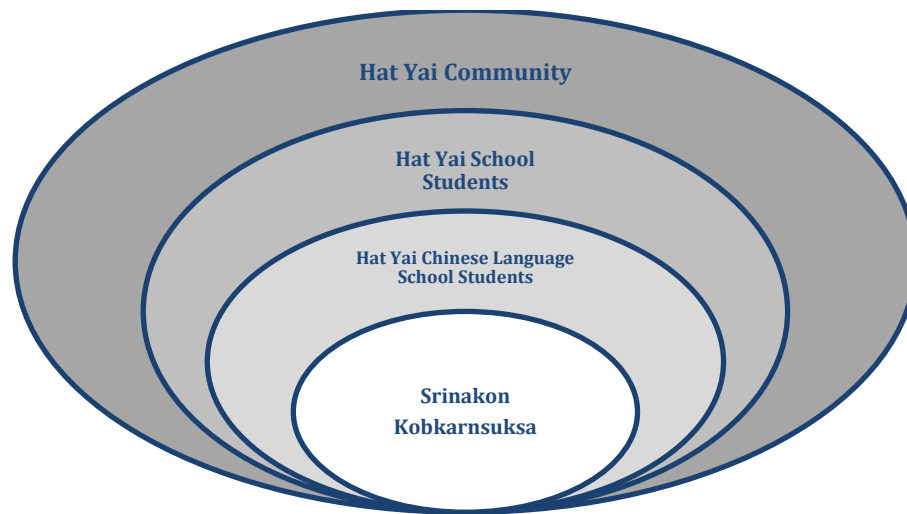 Hat Yai Community
Hat Yai School
Students
Hat Yai Chinese Language
School Students
Srinakon
Kobkarnsuksa